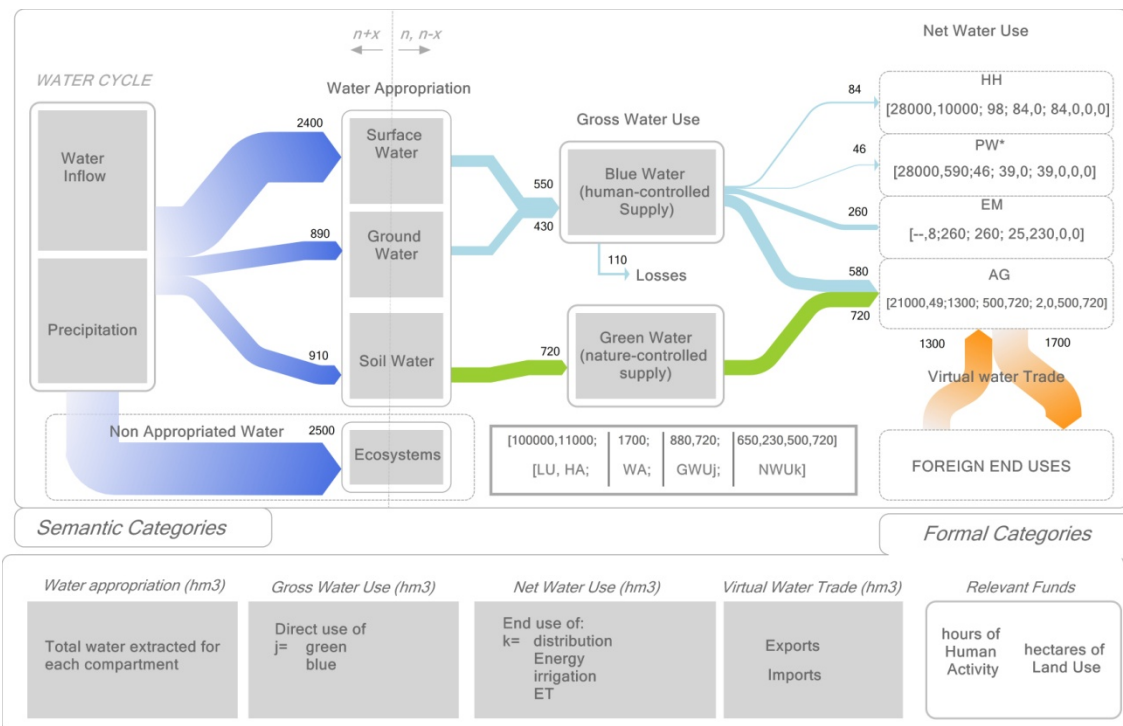 n+x
n, n-x
Net Water Use
WATER CYCLE
Water Appropriation
Gross Water Use
Water
Inflow
Precipitation
2400
890
910
Surface
Water
Ground
Water
Soil Water
Non Appropriated Water
2500
Ecosystems
550
430
720
Blue Water
(human-controlled
Supply)
110
Losses
Green Water
(nature-controlled
supply)
84
46
260
580
720
HH
[28000,10000; 98; 84,0; 84,0,0,0]
PW*
[28000,590;46; 39,0; 39,0,0,0]
EM
[--,8;260; 260; 25,230,0,0]
AG
[21000,49;1300; 500,720; 2,0,500,720]
1300
1700
Virtual water Trade
FOREIGN END USES
[100000,11000; 1700; 880,720; 650,230,500,720]
[LU, HA; WA; GWUj; NWUk]
Semantic Categories
Formal Categories
Water appropriation (hm3)
Total water extracted for
each compartment
Gross Water Use (hm3)
Direct use of
j= green
blue
Net Water Use (hm3)
End use of:
k= distribution
Energy
irrigation
ET
Virtual Water Trade (hm3)
Exports
Imports
Relevant Funds
hours of
Human
Activity
hectares of
Land Use